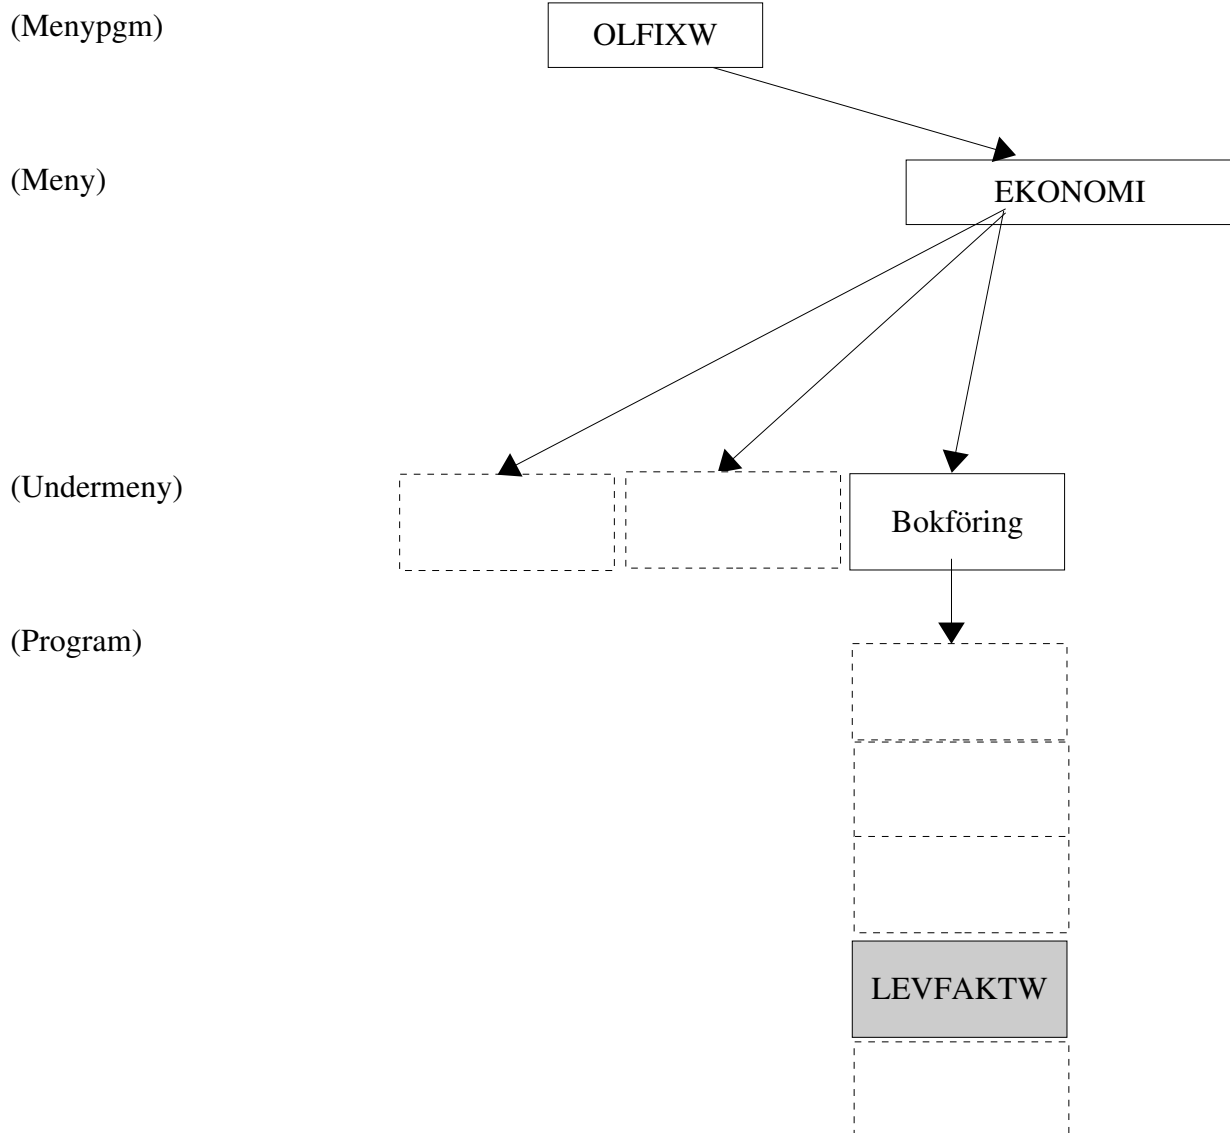 (Menypgm)
OLFIXW
(Meny)
EKONOMI
(Undermeny)
Bokföring
(Program)
LEVFAKTW